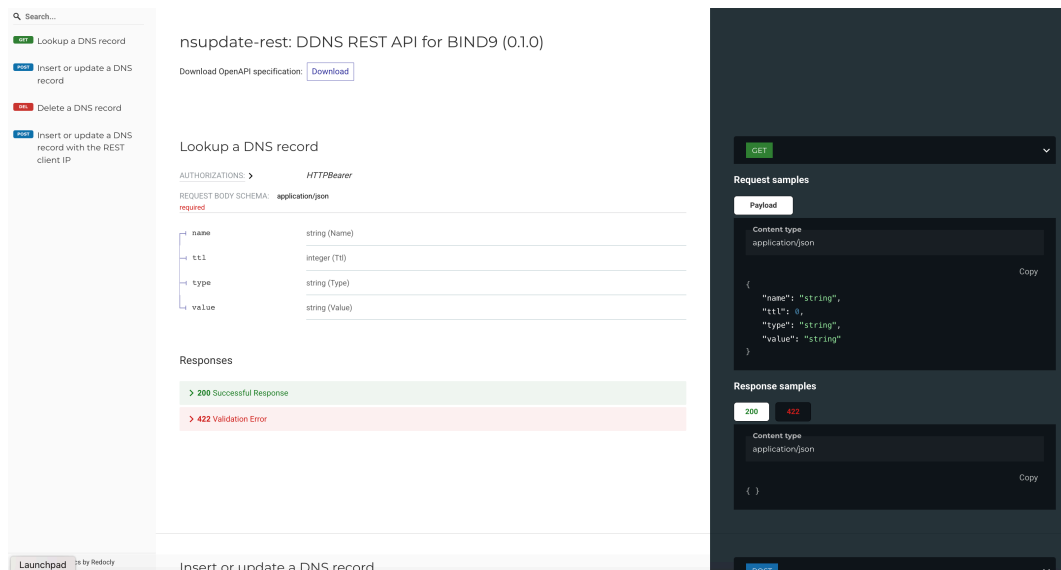 Search...
GET Lookup a DNS record
POST Insert or update a DNS
record
DEL Delete a DNS record
POST Insert or update a DNS
record with the REST
client IP
Launchpad
cs by Redocly
nsupdate-rest: DDNS REST API for BIND9 (0.1.0)
Download OpenAPI specification: Download
Lookup a DNS record
AUTHORIZATIONS: HTTPBearer
REQUEST BODY SCHEMA: application/json
required
name string (Name)
ttl integer (Ttl)
type string (Type)
value string (Value)
Responses
> 200 Successful Response
> 422 Validation Error
Insert or update a DNS record
GET
Request samples
Payload
Content type
application/json
Copy
{
"name": "string",
"ttl": 0,
"type": "string",
"value": "string"
}
Response samples
200 422
Content type
application/json
Copy
{ }
POST